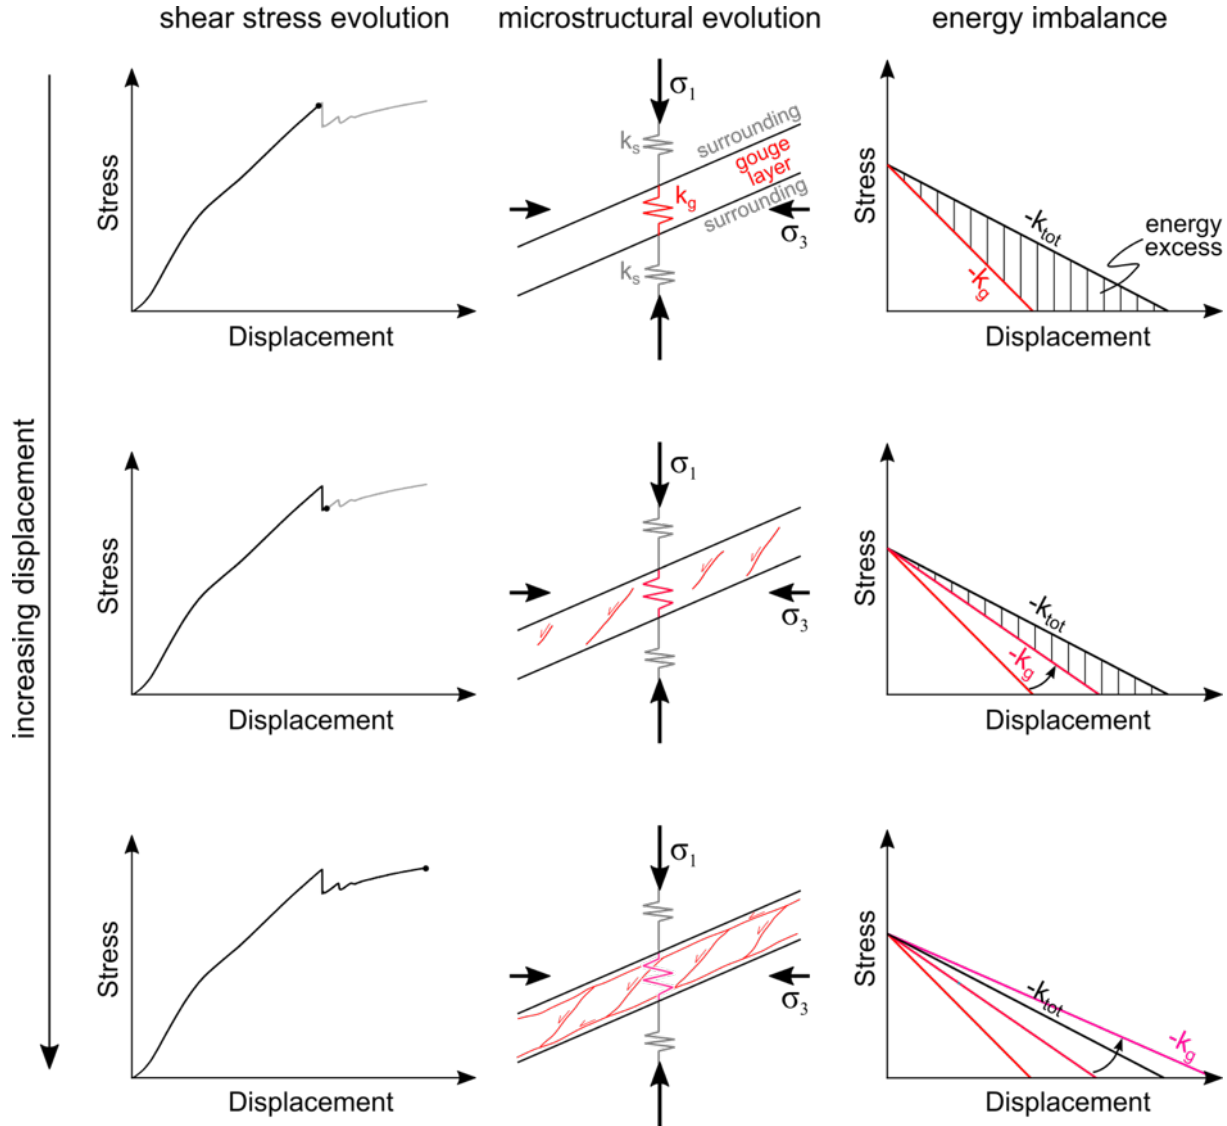 shear stress evolution
microstructural evolution
energy imbalance
increasing displacement
Stress
Displacement
σ1
ks
surrounding
gouge
layer
kg
surrounding
σ3
ks
Stress
-ktot
energy
excess
-kg
Displacement
Stress
Displacement
σ1
σ3
Stress
-ktot
-kg
Displacement
Stress
Displacement
σ1
σ3
Stress
-ktot
-kg
Displacement